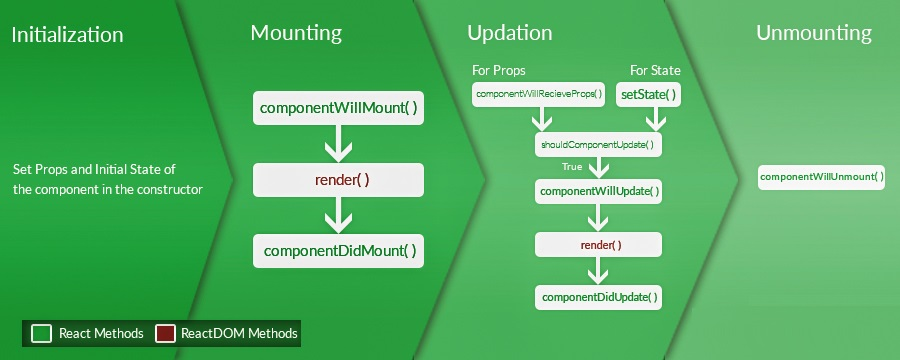 Initialization
Set Props and Initial State of
the component in the constructor
Mounting
componentWillMount( )
render( )
componentDidMount( )
Updation
For Props
For State
componentWillRecieveProps( )
setState( )
shouldComponentUpdate( )
True
componentWillUpdate( )
render( )
componentDidUpdate( )
Unmounting
componentWillUnmount( )
React Methods
ReactDOM Methods